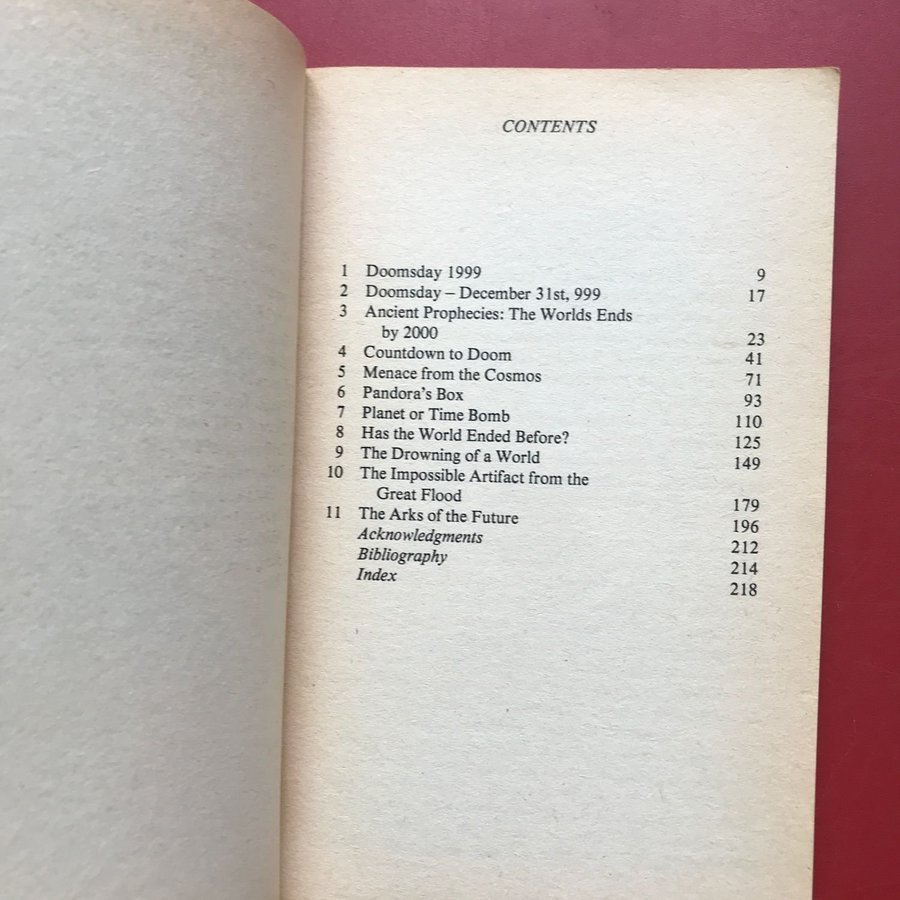 CONTENTS
1 Doomsday 1999 9
2 Doomsday – December 31st, 999 17
3 Ancient Prophecies: The Worlds Ends
by 2000 23
4 Countdown to Doom 41
5 Menace from the Cosmos 71
6 Pandora's Box 93
7 Planet or Time Bomb 110
8 Has the World Ended Before? 125
9 The Drowning of a World 149
10 The Impossible Artifact from the
Great Flood 179
11 The Arks of the Future 196
Acknowledgments 212
Bibliography 214
Index 218